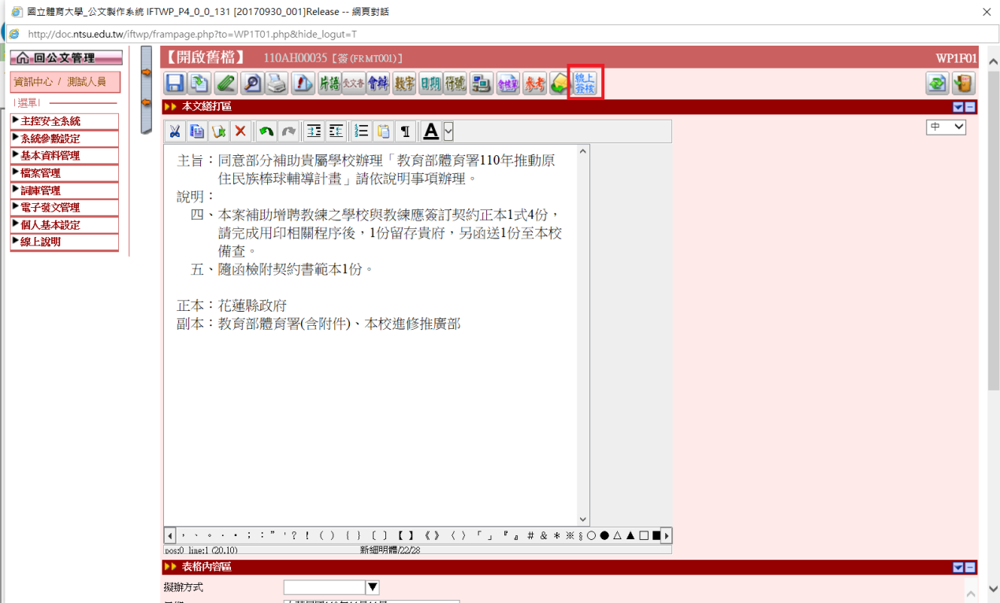 國立體育大學_公文製作系統 IFTWP_P4_0_0_131 [20170930_001]Release -- 網頁對話
http://doc.ntsu.edu.tw/iftwp/frampage.php?to=WP1T01.php&hide_logut=T
回公文管理
資訊中心 / 測試人員
|選單|
主控安全系統
系統參數設定
基本資料管理
檔案管理
詞庫管理
電子發文管理
個人基本設定
線上說明
【開啟舊檔】 110AH00035 [簽(FRMT001)] WP1F01
片語 受文者 會辦 數字 日期 符號 會核單 參考 線上簽核
本文繕打區
中
主旨：同意部分補助貴屬學校辦理「教育部體育署110年推動原
住民族棒球輔導計畫」請依說明事項辦理。
說明：
四、本案補助增聘教練之學校與教練應簽訂契約正本1式4份，
請完成用印相關程序後，1份留存貴府，另函送1份至本校
備查。
五、隨函檢附契約書範本1份。
正本：花蓮縣政府
副本：教育部體育署(含附件)、本校進修推廣部
，、。．•；：”’？！（）｛｝〔〕【】《》〈〉「」『』＃＆＊※§○●△▲□■
pos:0 line:1 (20,10) 新細明體/22/28
表格內容區
擬辦方式